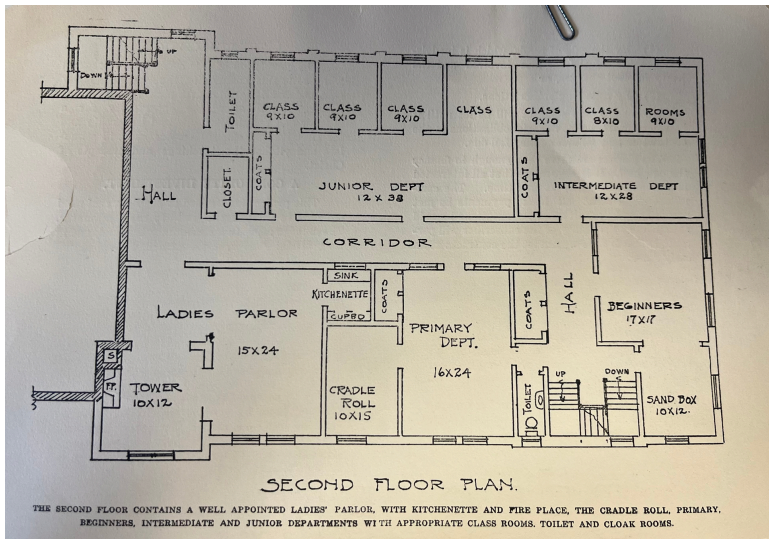 UP
DOWN
TOILET
CLASS
9X10
CLASS
9X10
CLASS
9X10
CLASS
CLASS
9X10
CLASS
8X10
ROOMS
9X10
HALL
CLOSET
COATS
JUNIOR DEPT
12 X 38
COATS
INTERMEDIATE DEPT
12X28
CORRIDOR
LADIES PARLOR
15X24
SINK
KITCHENETTE
CUPBD
COATS
PRIMARY
DEPT.
16X24
COATS
HALL
BEGINNERS
17X17
S
FP.
TOWER
10X12
CRADLE
ROLL
10X15
TOILET
UP
DOWN
SAND BOX
10X12.
SECOND FLOOR PLAN.
THE SECOND FLOOR CONTAINS A WELL APPOINTED LADIES' PARLOR, WITH KITCHENETTE AND FIRE PLACE, THE CRADLE ROLL, PRIMARY,
BEGINNERS, INTERMEDIATE AND JUNIOR DEPARTMENTS WITH APPROPRIATE CLASS ROOMS. TOILET AND CLOAK ROOMS.